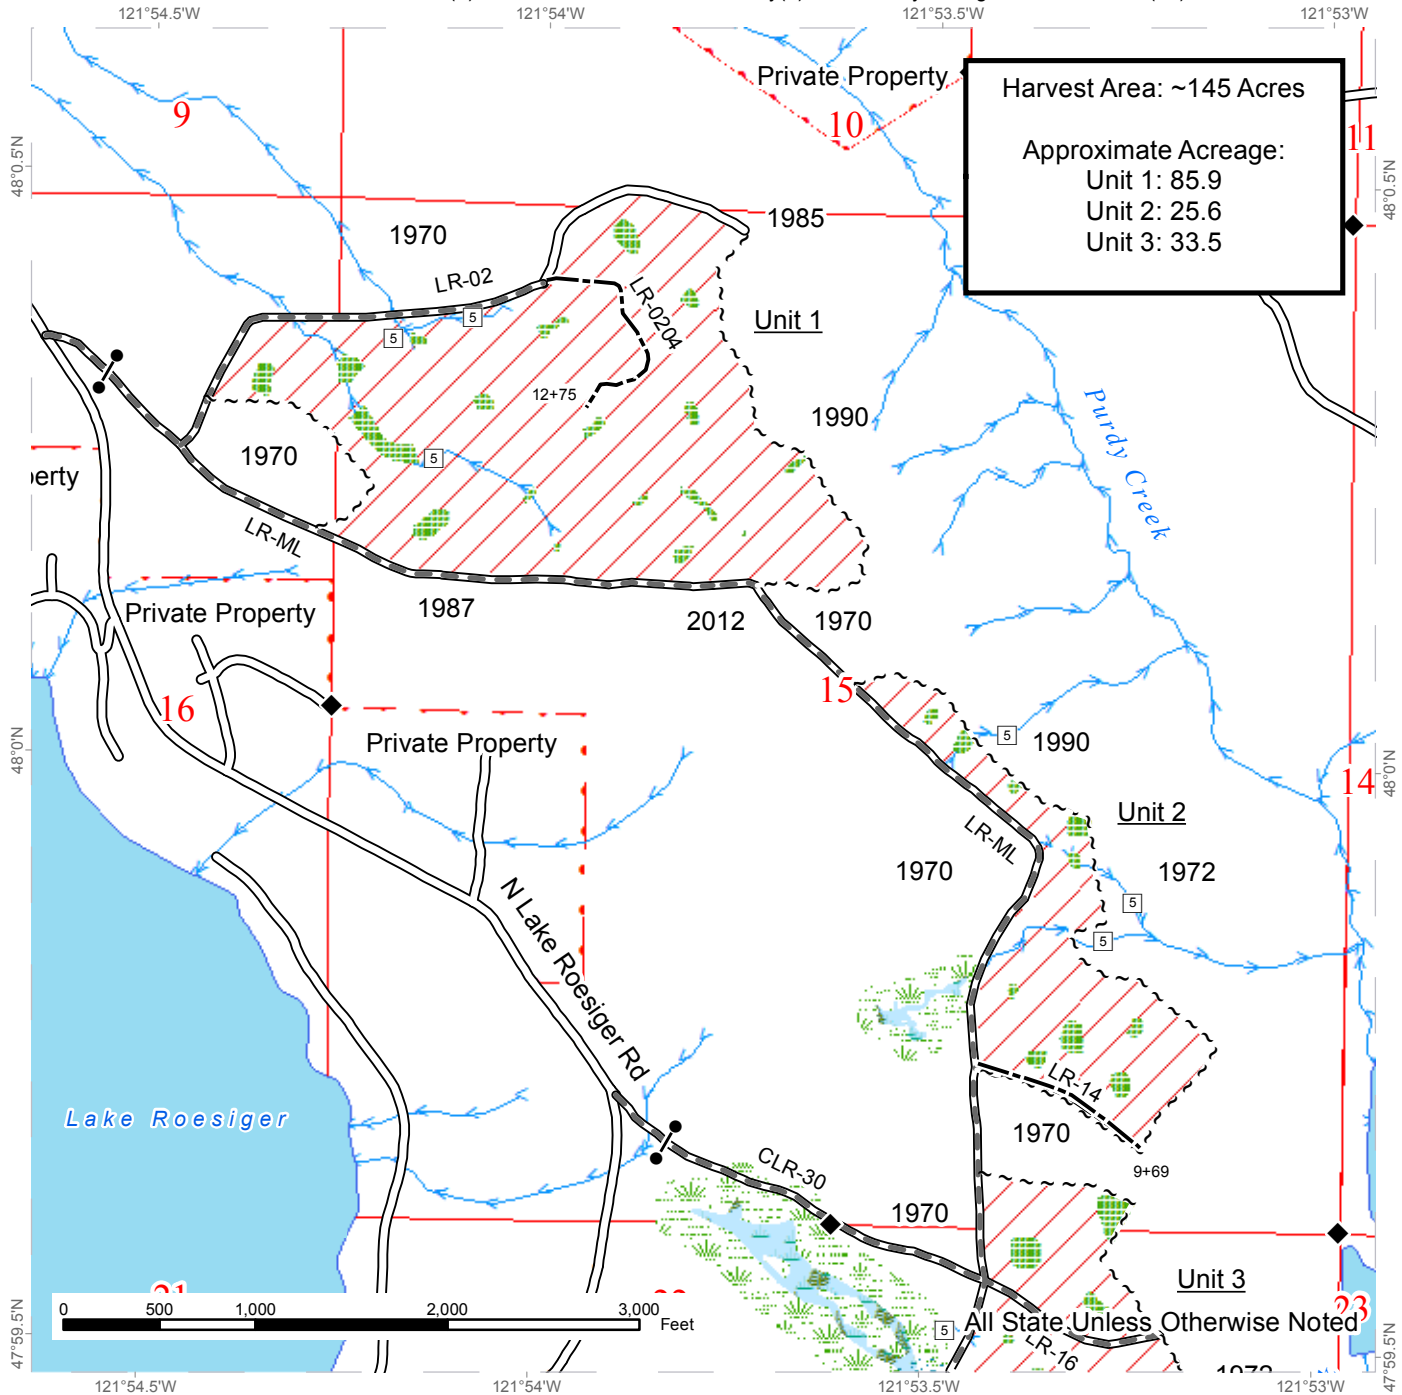 121°54.5'W
121°54'W
121°53.5'W
121°53'W
Private Property
Harvest Area: ~145 Acres
Approximate Acreage:
Unit 1: 85.9
Unit 2: 25.6
Unit 3: 33.5
9
10
11
48°0.5'N
48°0.5'N
1970
1985
LR-02
LR-0204
Unit 1
5
5
12+75
1990
Purdy Creek
1970
5
perty
LR-ML
Private Property
1987
2012
1970
16
15
Private Property
5
1990
48°0'N
48°0'N
14
Unit 2
LR-ML
1970
1972
5
5
N Lake Roesiger Rd
Lake Roesiger
LR-14
1970
9+69
CLR-30
1970
Unit 3
21
23
0
500
1,000
2,000
3,000
Feet
5
All State Unless Otherwise Noted
LR-16
1972
47°59.5'N
47°59.5'N
121°54.5'W
121°54'W
121°53.5'W
121°53'W